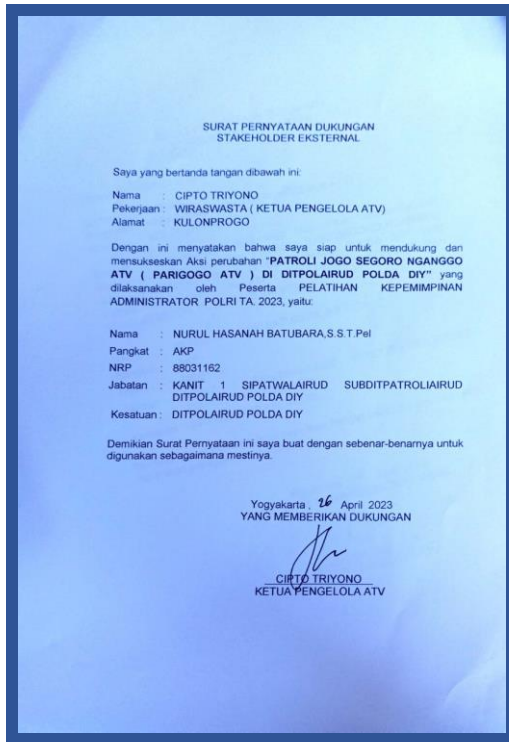 SURAT PERNYATAAN DUKUNGAN
STAKEHOLDER EKSTERNAL
Saya yang bertanda tangan dibawah ini:
Nama : CIPTO TRIYONO
Pekerjaan : WIRASWASTA ( KETUA PENGELOLA ATV)
Alamat : KULONPROGO
Dengan ini menyatakan bahwa saya siap untuk mendukung dan
mensukseskan Aksi perubahan "PATROLI JOGO SEGORO NGANGGO
ATV ( PARIGOGO ATV ) DI DITPOLAIRUD POLDA DIY" yang
dilaksanakan oleh Peserta PELATIHAN KEPEMIMPINAN
ADMINISTRATOR POLRI TA. 2023, yaitu:
Nama : NURUL HASANAH BATUBARA,S.S.T.Pel
Pangkat : AKP
NRP : 88031162
Jabatan : KANIT 1 SIPATWALAIRUD SUBDITPATROLIAIRUD
DITPOLAIRUD POLDA DIY
Kesatuan : DITPOLAIRUD POLDA DIY
Demikian Surat Pernyataan ini saya buat dengan sebenar-benarnya untuk
digunakan sebagaimana mestinya.
Yogyakarta , 26 April 2023
YANG MEMBERIKAN DUKUNGAN
CIPTO TRIYONO
KETUA PENGELOLA ATV